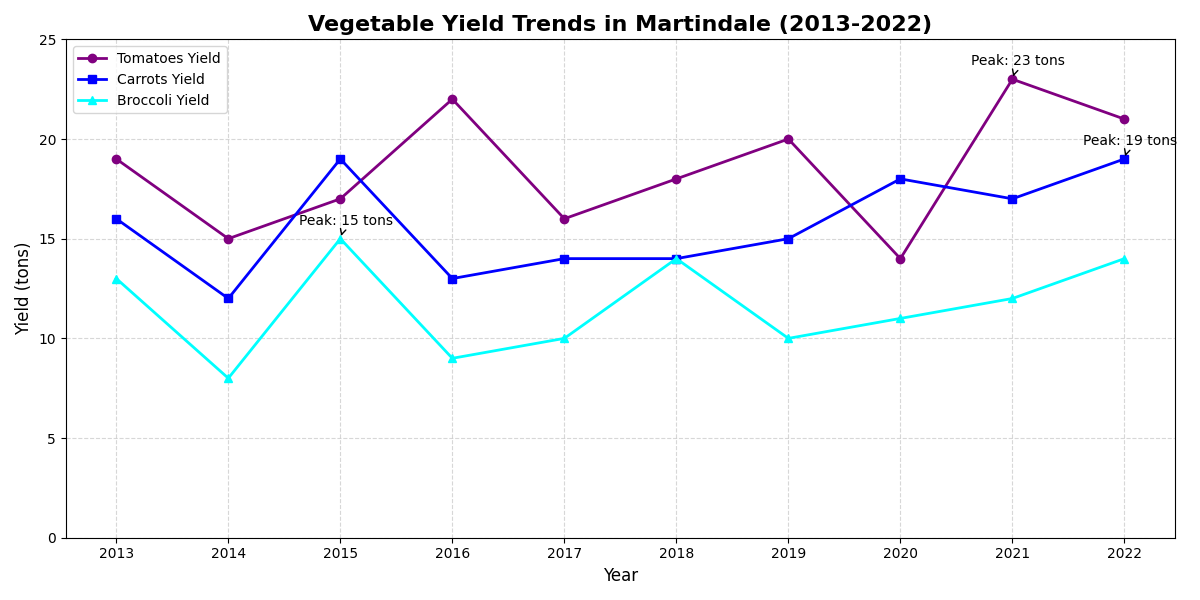 Vegetable Yield Trends in Martindale (2013-2022)
Tomatoes Yield
Carrots Yield
Broccoli Yield
Peak: 23 tons
Peak: 19 tons
Peak: 15 tons
25
20
15
10
5
0
Yield (tons)
2013 2014 2015 2016 2017 2018 2019 2020 2021 2022
Year